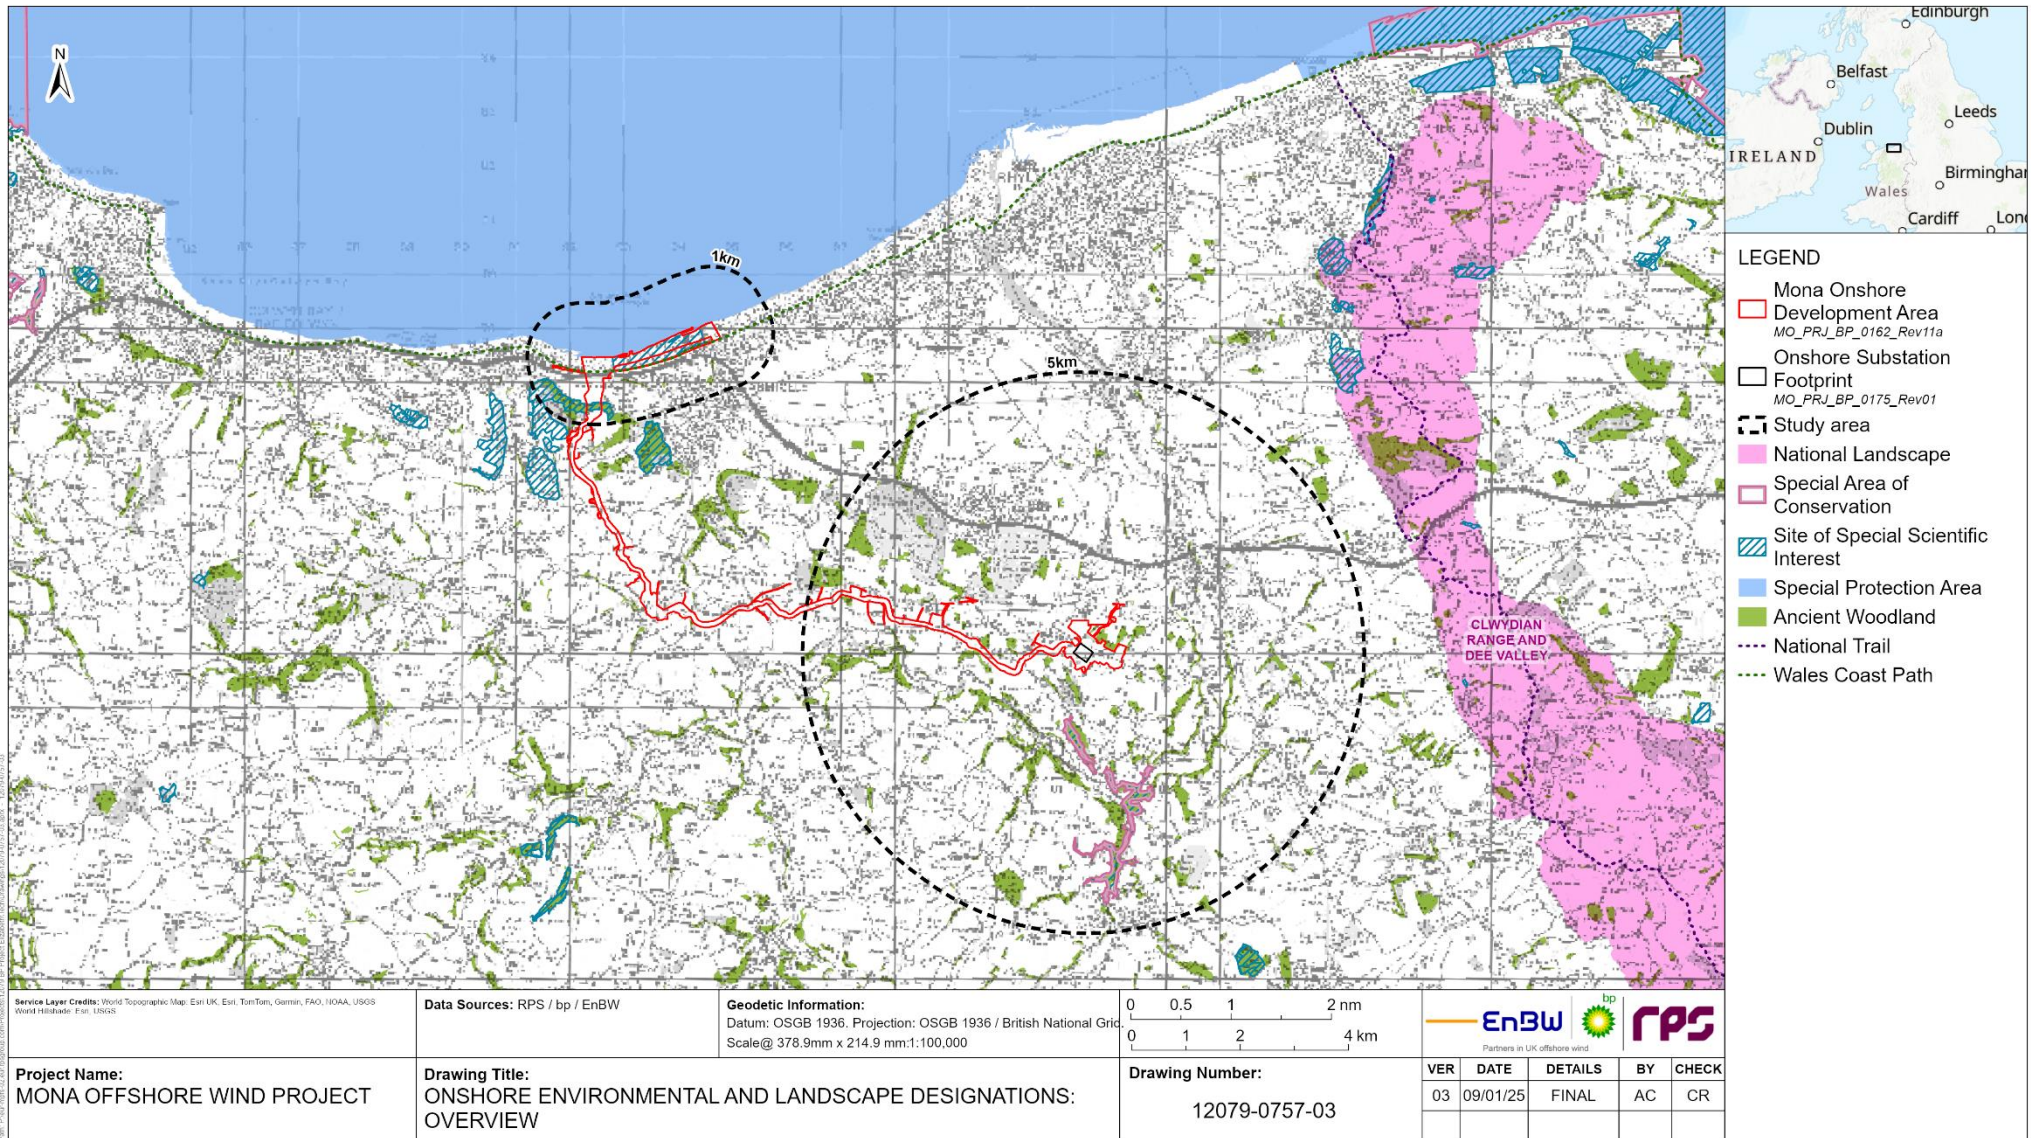 N
1km
RHYL
5km
CLWYDIAN
RANGE AND
DEE VALLEY
Edinburgh
Belfast
Leeds
Dublin
IRELAND
Wales
Cardiff
LEGEND
Mona Onshore
Development Area
MO_PRJ_BP_0162_Rev11a
Onshore Substation
Footprint
MO_PRJ_BP_0175_Rev01
Study area
National Landscape
Special Area of
Conservation
Site of Special Scientific
Interest
Special Protection Area
Ancient Woodland
National Trail
Wales Coast Path
Service Layer Credits: World Topographic Map: Esri UK, Esri, TomTom, Garmin, FAO, NOAA, USGS
World Hillshade: Esri, USGS
Data Sources: RPS / bp / EnBW
Geodetic Information:
Datum: OSGB 1936. Projection: OSGB 1936 / British National Grid.
Scale@ 378.9mm x 214.9 mm:1:100,000
0 0.5 1 2 nm
0 1 2 4 km
EnBW bp rps
Partners in UK offshore wind
Project Name:
MONA OFFSHORE WIND PROJECT
Drawing Title:
ONSHORE ENVIRONMENTAL AND LANDSCAPE DESIGNATIONS:
OVERVIEW
Drawing Number:
12079-0757-03
VER DATE DETAILS BY CHECK
03 09/01/25 FINAL AC CR